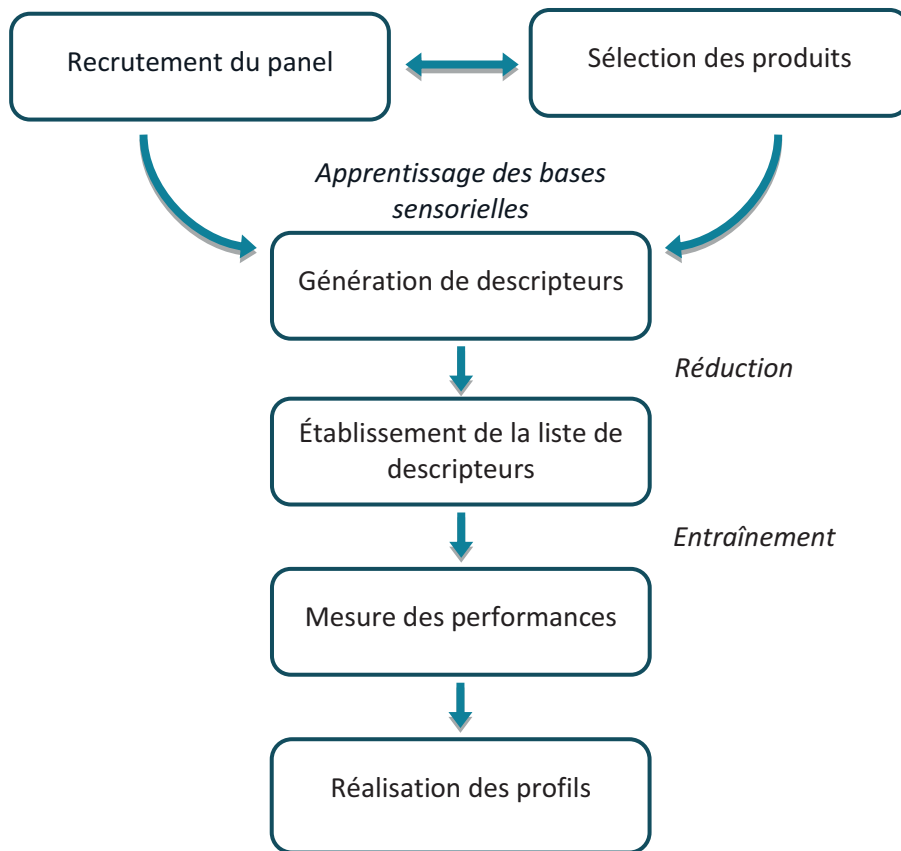 Recrutement du panel
Sélection des produits
Apprentissage des bases
sensorielles
Génération de descripteurs
Réduction
Établissement de la liste de
descripteurs
Entraînement
Mesure des performances
Réalisation des profils